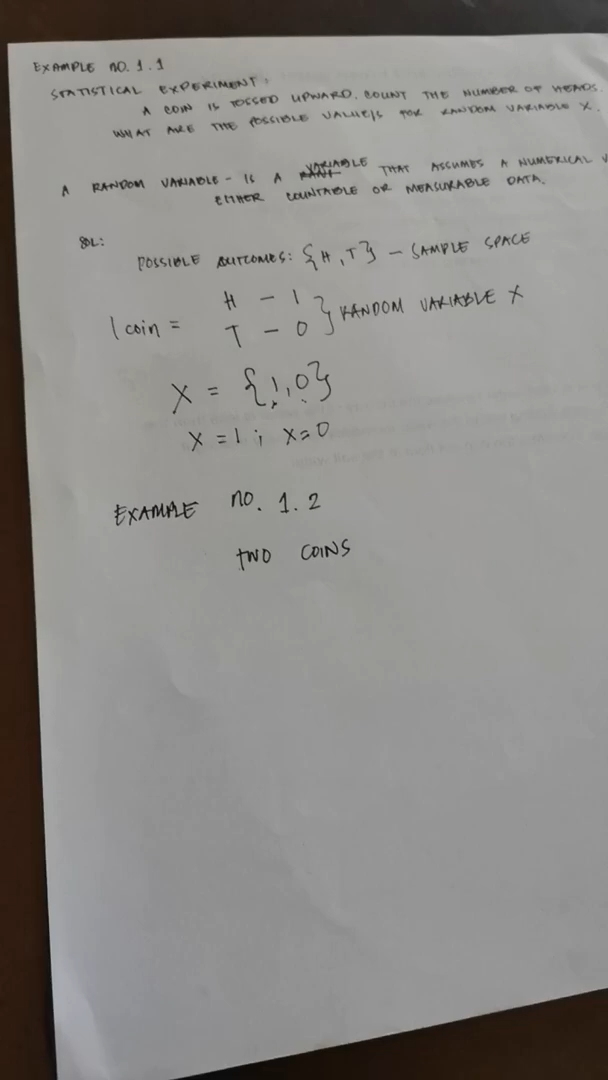 EXAMPLE NO. 1.1
STATISTICAL EXPERIMENT,
A COIN IS TOSSED UPWARD. COUNT THE NUMBER OF HEADS.
WHAT ARE THE POSSIBLE VALUE/S FOR RANDOM VARIABLE X.
A RANDOM VARIABLE - IS A VARIABLE THAT ASSUMES A NUMERICAL V
EITHER COUNTABLE OR MEASURABLE DATA.
SOL:
POSSIBLE OUTCOMES: {H, T} - SAMPLE SPACE
H - 1
1 coin = } RANDOM VARIABLE X
T - 0
X = {1, 0}
X = 1 ; X = 0
EXAMPLE NO. 1.2
TWO COINS